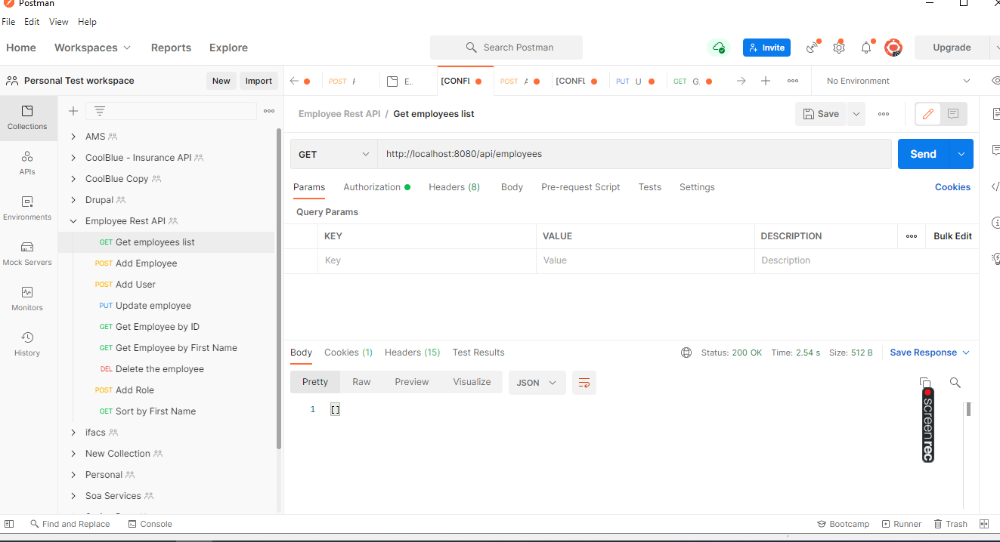 Postman
File Edit View Help
Home Workspaces Reports Explore Search Postman Invite Upgrade
Personal Test workspace New Import
POST F E.. [CONFL POST A [CONFL PUT U GET G. No Environment
Collections
APIs
Environments
Mock Servers
Monitors
History
AMS
CoolBlue - Insurance API
CoolBlue Copy
Drupal
Employee Rest API
GET Get employees list
POST Add Employee
POST Add User
PUT Update employee
GET Get Employee by ID
GET Get Employee by First Name
DEL Delete the employee
POST Add Role
GET Sort by First Name
ifacs
New Collection
Personal
Soa Services
Employee Rest API / Get employees list Save
GET http://localhost:8080/api/employees Send
Params Authorization Headers (8) Body Pre-request Script Tests Settings Cookies
Query Params
KEY VALUE DESCRIPTION Bulk Edit
Key Value Description
Body Cookies (1) Headers (15) Test Results Status: 200 OK Time: 2.54 s Size: 512 B Save Response
Pretty Raw Preview Visualize JSON
1 []
screenrec
Find and Replace Console Bootcamp Runner Trash